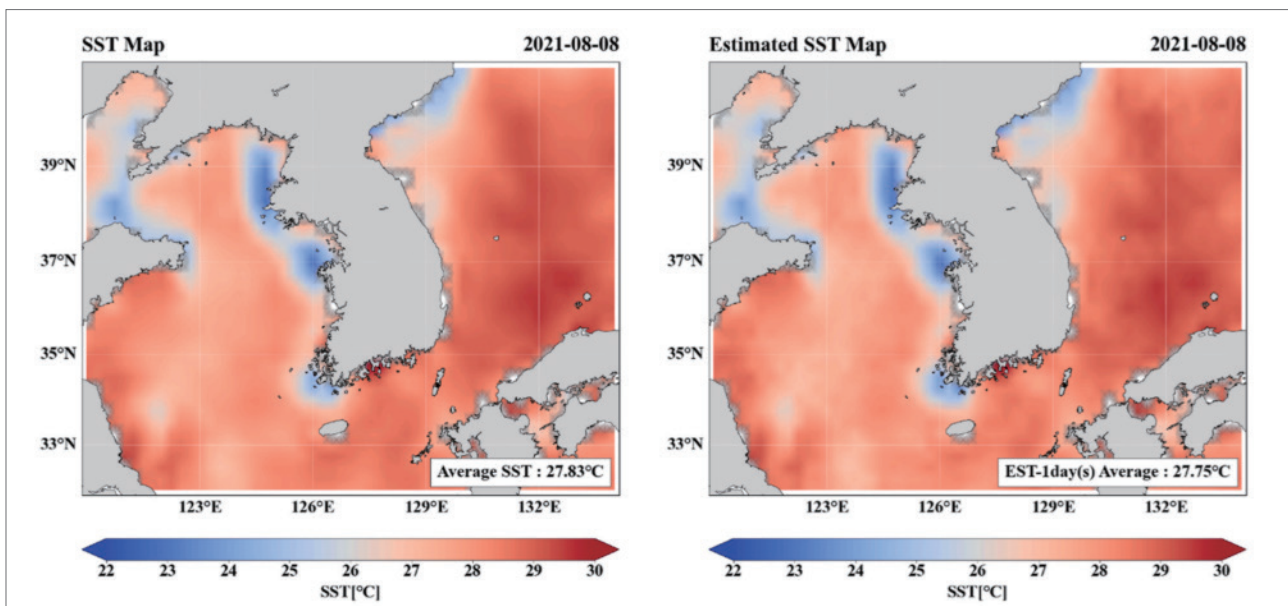 SST Map 2021-08-08
39°N
37°N
35°N
33°N
Average SST : 27.83°C
123°E 126°E 129°E 132°E
22 23 24 25 26 27 28 29 30
SST[°C]
Estimated SST Map 2021-08-08
39°N
37°N
35°N
33°N
EST-1day(s) Average : 27.75°C
123°E 126°E 129°E 132°E
22 23 24 25 26 27 28 29 30
SST[°C]